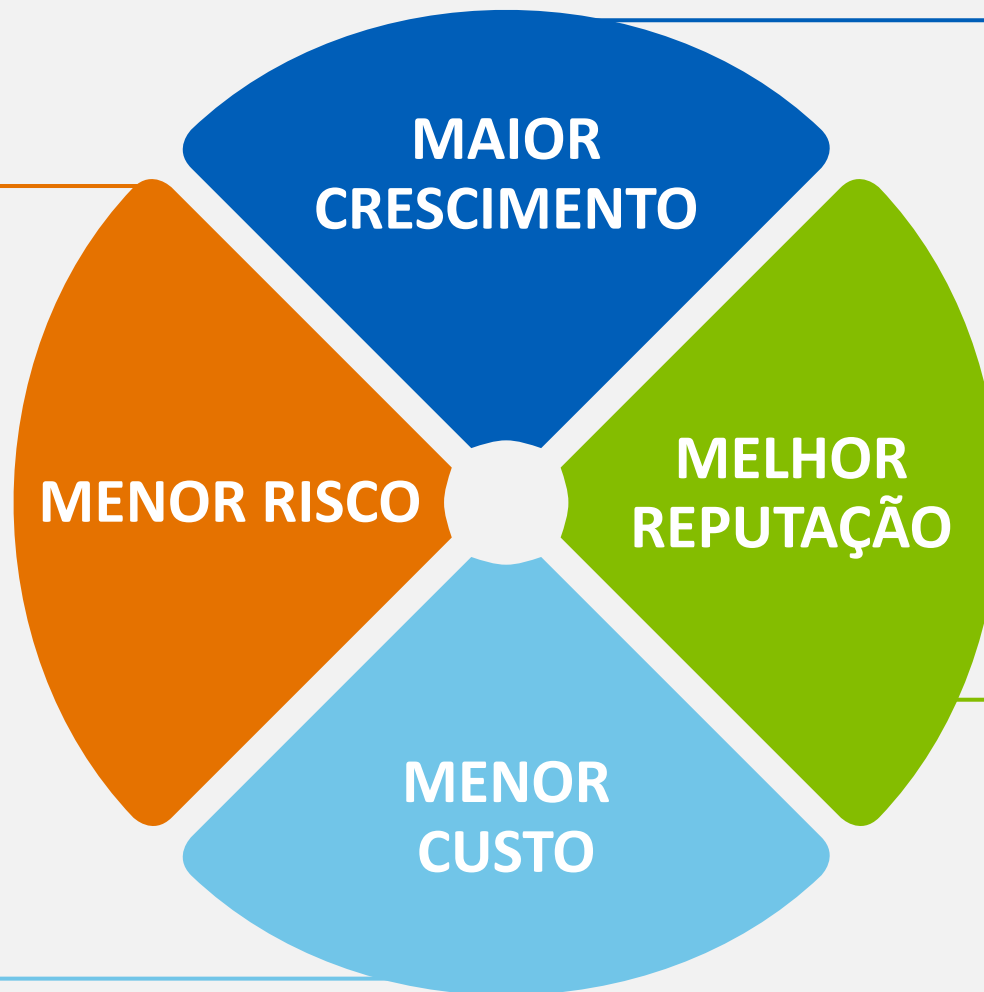 MAIOR
CRESCIMENTO
MENOR RISCO
MELHOR
REPUTAÇÃO
MENOR
CUSTO